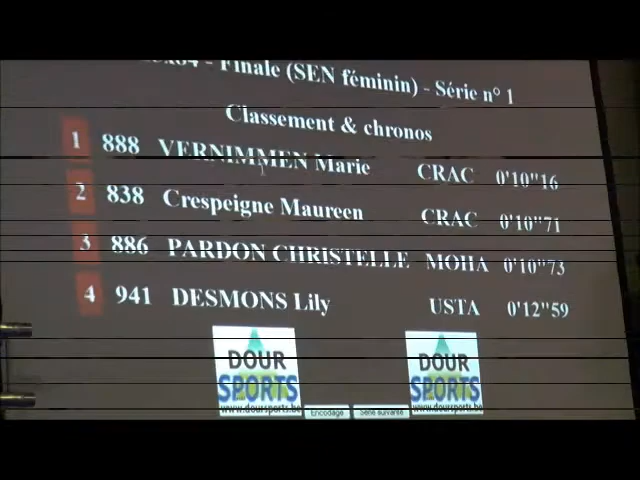 - Finale (SEN féminin) - Série n° 1
Classement & chronos
1 888 VERNIMMEN Marie CRAC 0'10"16
2 838 Crespeigne Maureen CRAC 0'10"71
3 886 PARDON CHRISTELLE MOHA 0'10"73
4 941 DESMONS Lily USTA 0'12"59
DOUR SPORTS
www.doursports.be
Encodage
Série suivante
DOUR SPORTS
www.doursports.be